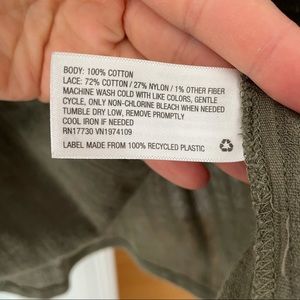 BODY: 100% COTTON
LACE: 72% COTTON / 27% NYLON / 1% OTHER FIBER
MACHINE WASH COLD WITH LIKE COLORS, GENTLE
CYCLE, ONLY NON-CHLORINE BLEACH WHEN NEEDED
TUMBLE DRY LOW, REMOVE PROMPTLY
COOL IRON IF NEEDED
RN17730 VN1974109
LABEL MADE FROM 100% RECYCLED PLASTIC